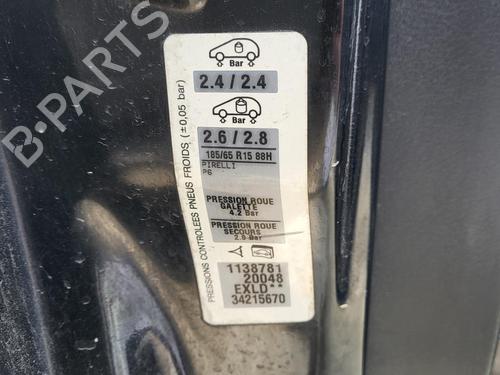 Bar
2.4 / 2.4
Bar
2.6 / 2.8
185/65 R15 88H
PIRELLI
P6
PRESSION ROUE
GALETTE
4.2 Bar
PRESSION ROUE
SECOURS
2.8 Bar
1138781
20048
EXLD**
34215670
PRESSIONS CONTROLÉES PNEUS FROIDS (±0,05 bar)
B-PARTS